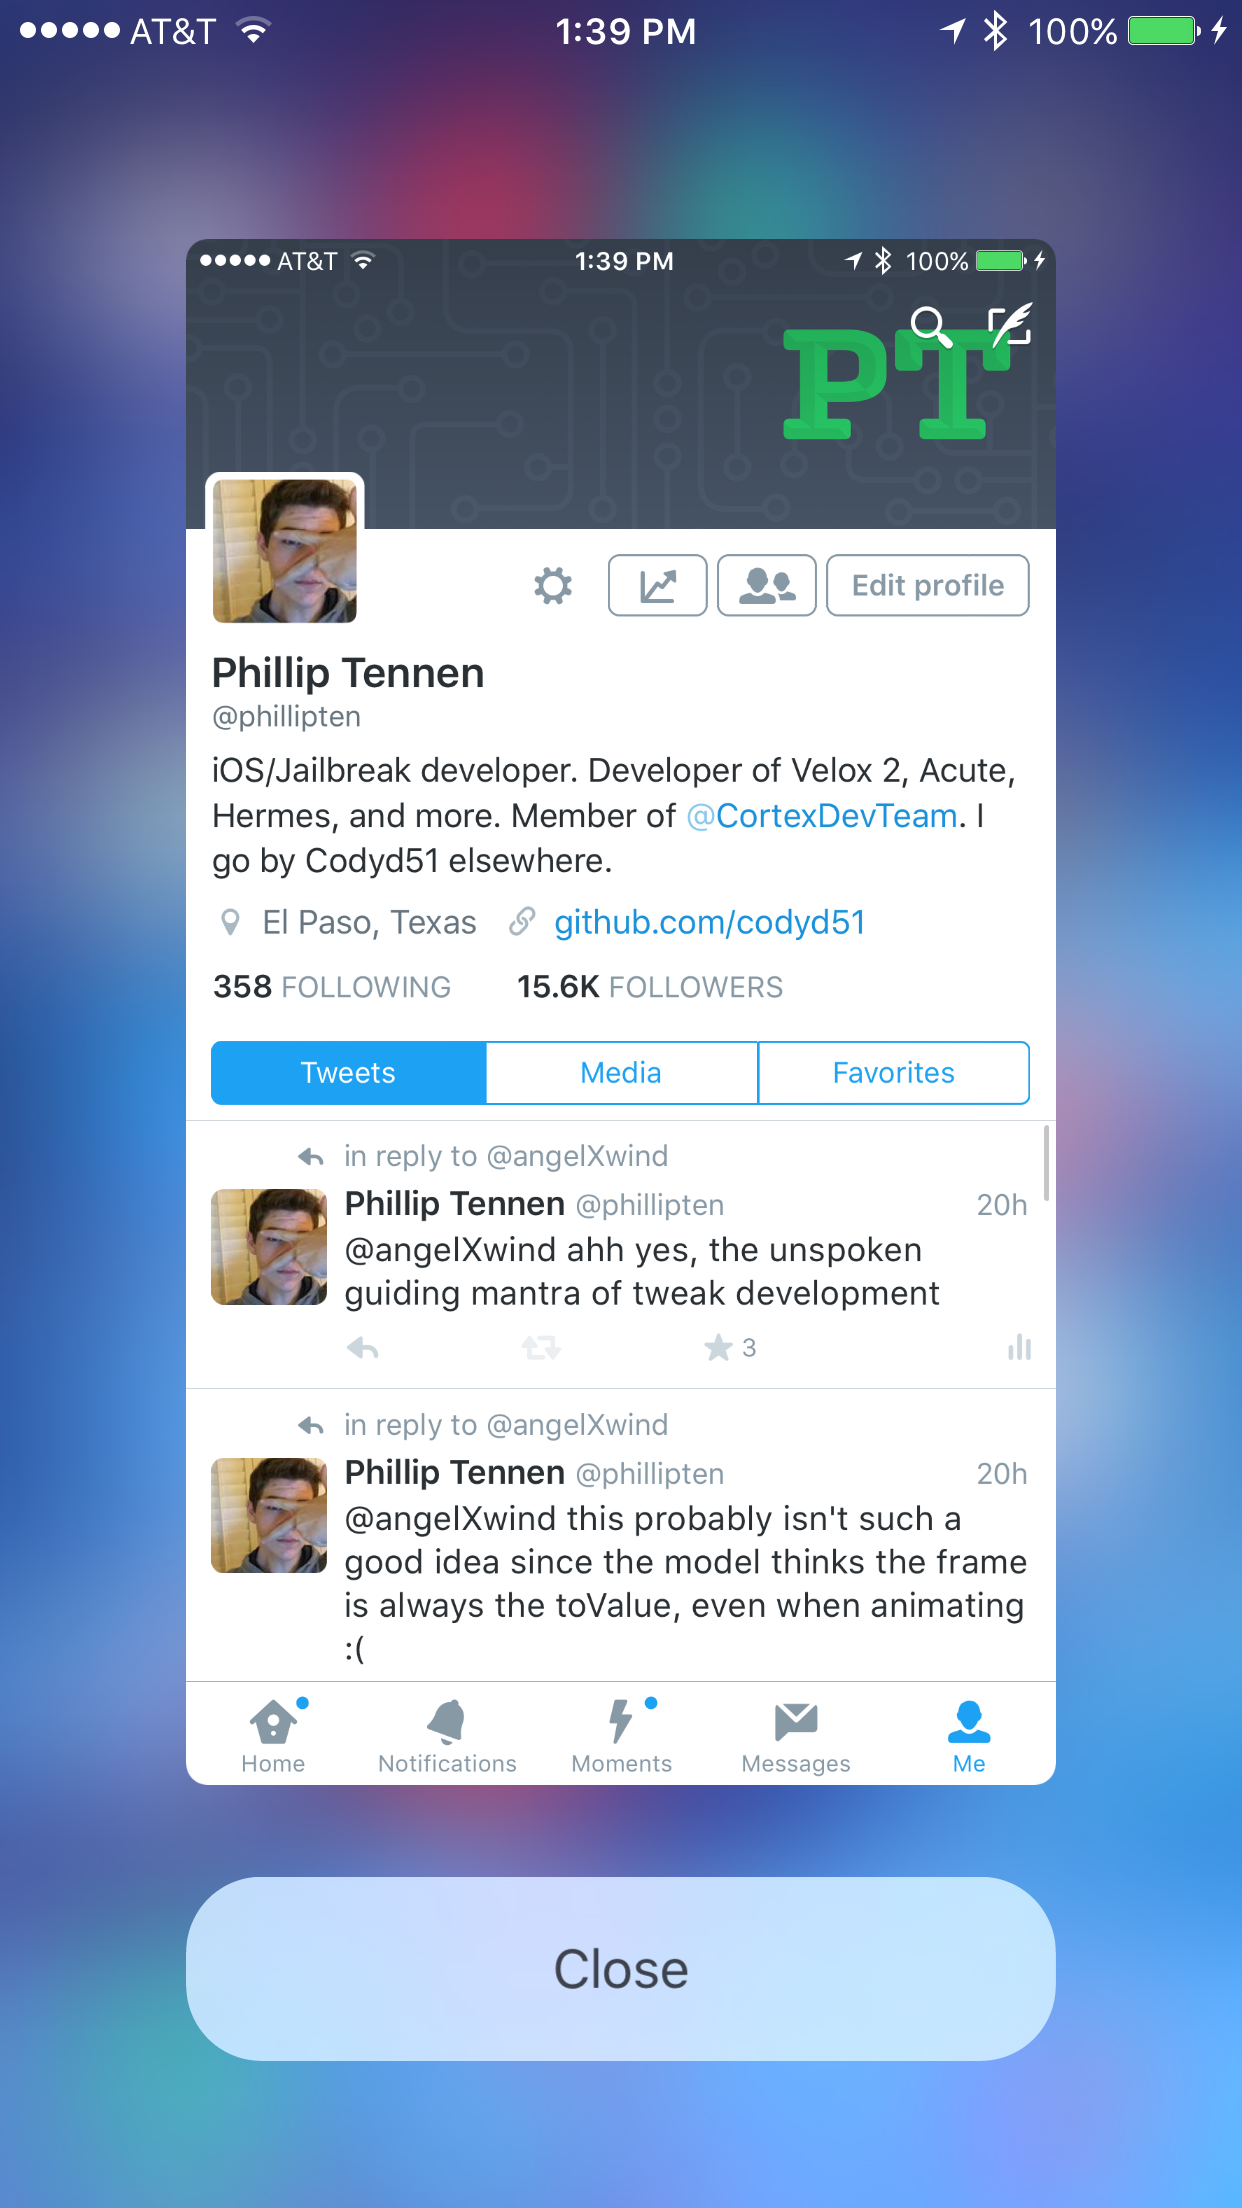 AT&T 1:39 PM 100%
AT&T 1:39 PM 100%
PT
Edit profile
Phillip Tennen
@phillipten
iOS/Jailbreak developer. Developer of Velox 2, Acute,
Hermes, and more. Member of @CortexDevTeam. I
go by Codyd51 elsewhere.
El Paso, Texas github.com/codyd51
358 FOLLOWING 15.6K FOLLOWERS
Tweets Media Favorites
in reply to @angelXwind
Phillip Tennen @phillipten 20h
@angelXwind ahh yes, the unspoken
guiding mantra of tweak development
3
in reply to @angelXwind
Phillip Tennen @phillipten 20h
@angelXwind this probably isn't such a
good idea since the model thinks the frame
is always the toValue, even when animating
:(
Home Notifications Moments Messages Me
Close